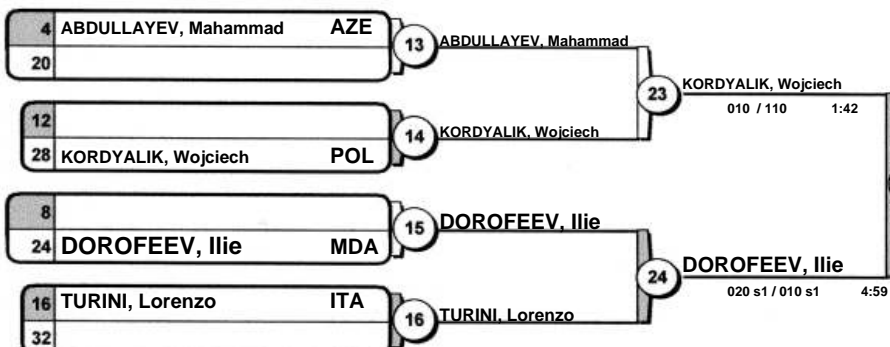 4 ABDULLAYEV, Mahammad AZE
20
13
ABDULLAYEV, Mahammad
12
28 KORDYALIK, Wojciech POL
14
KORDYALIK, Wojciech
23
KORDYALIK, Wojciech
010 / 110 1:42
8
24 DOROFEEV, Ilie MDA
15
DOROFEEV, Ilie
16 TURINI, Lorenzo ITA
32
16
TURINI, Lorenzo
24
DOROFEEV, Ilie
020 s1 / 010 s1 4:59